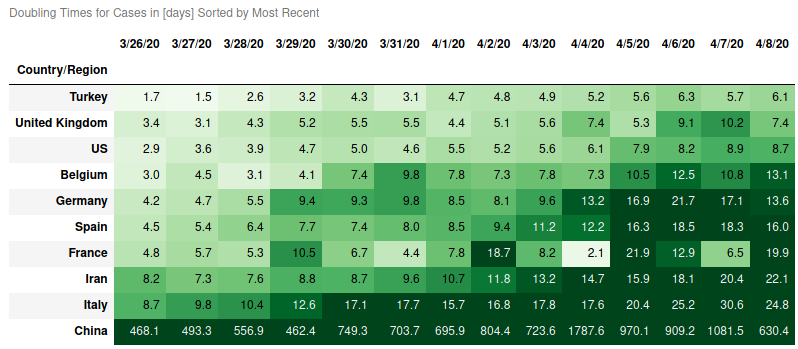 Doubling Times for Cases in [days] Sorted by Most Recent
3/26/20 3/27/20 3/28/20 3/29/20 3/30/20 3/31/20 4/1/20 4/2/20 4/3/20 4/4/20 4/5/20 4/6/20 4/7/20 4/8/20
Country/Region
Turkey 1.7 1.5 2.6 3.2 4.3 3.1 4.7 4.8 4.9 5.2 5.6 6.3 5.7 6.1
United Kingdom 3.4 3.1 4.3 5.2 5.5 5.5 4.4 5.1 5.6 7.4 5.3 9.1 10.2 7.4
US 2.9 3.6 3.9 4.7 5.0 4.6 5.5 5.2 5.6 6.1 7.9 8.2 8.9 8.7
Belgium 3.0 4.5 3.1 4.1 7.4 9.8 7.8 7.3 7.8 7.3 10.5 12.5 10.8 13.1
Germany 4.2 4.7 5.5 9.4 9.3 9.8 8.5 8.1 9.6 13.2 16.9 21.7 17.1 13.6
Spain 4.5 5.4 6.4 7.7 7.4 8.0 8.5 9.4 11.2 12.2 16.3 18.5 18.3 16.0
France 4.8 5.7 5.3 10.5 6.7 4.4 7.8 18.7 8.2 2.1 21.9 12.9 6.5 19.9
Iran 8.2 7.3 7.6 8.8 8.7 9.6 10.7 11.8 13.2 14.7 15.9 18.1 20.4 22.1
Italy 8.7 9.8 10.4 12.6 17.1 17.7 15.7 16.8 17.8 17.6 20.4 25.2 30.6 24.8
China 468.1 493.3 556.9 462.4 749.3 703.7 695.9 804.4 723.6 1787.6 970.1 909.2 1081.5 630.4